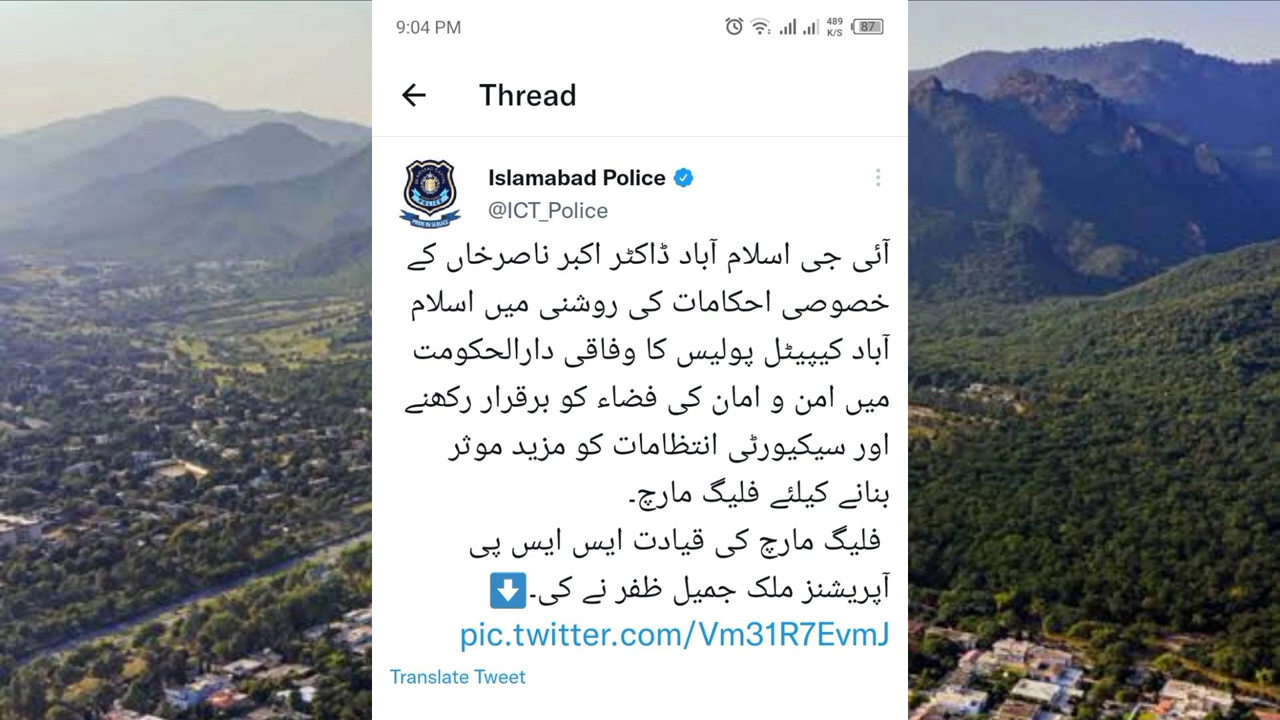 9:04 PM
489
K/S
87
Thread
Islamabad Police
@ICT_Police
آئی جی اسلام آباد ڈاکٹر اکبر ناصرخاں کے
خصوصی احکامات کی روشنی میں اسلام
آباد کیپیٹل پولیس کا وفاقی دارالحکومت
میں امن و امان کی فضاء کو برقرار رکھنے
اور سیکیورٹی انتظامات کو مزید موثر
بنانے کیلئے فلیگ مارچ۔
فلیگ مارچ کی قیادت ایس ایس پی
آپریشنز ملک جمیل ظفر نے کی۔⬇️
pic.twitter.com/Vm31R7EvmJ
Translate Tweet